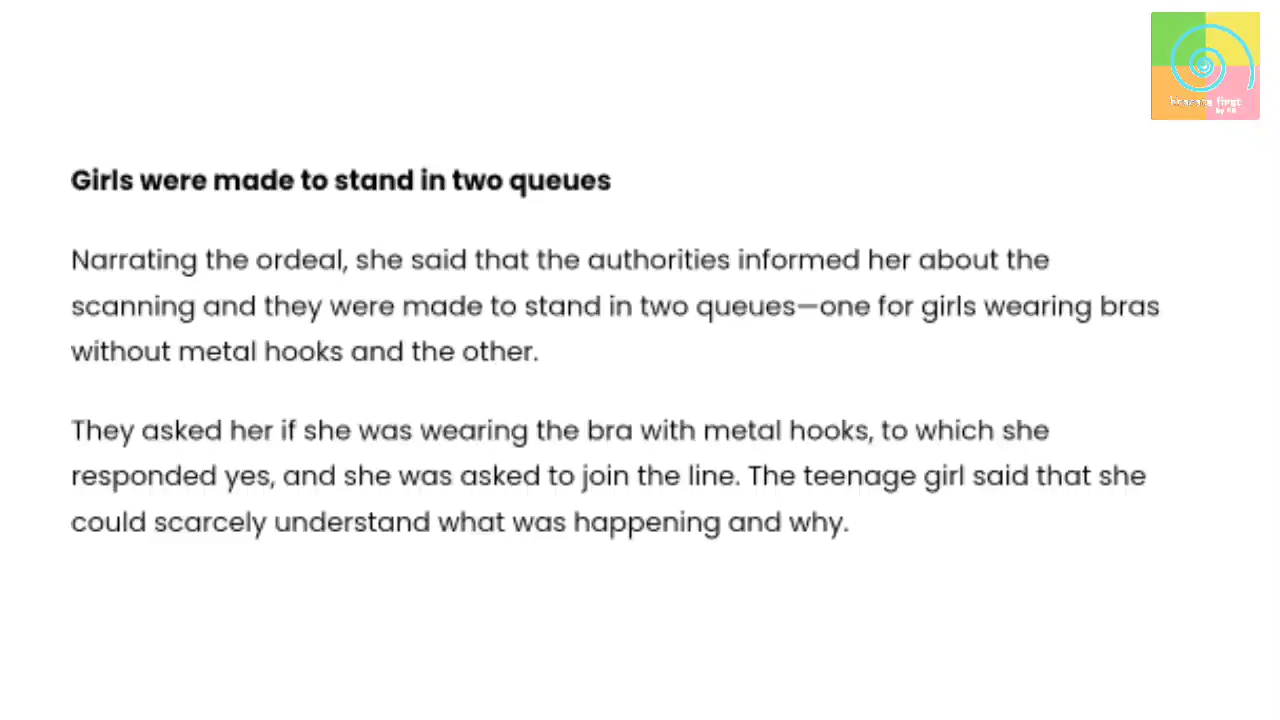 Girls were made to stand in two queues
Narrating the ordeal, she said that the authorities informed her about the
scanning and they were made to stand in two queues—one for girls wearing bras
without metal hooks and the other.
They asked her if she was wearing the bra with metal hooks, to which she
responded yes, and she was asked to join the line. The teenage girl said that she
could scarcely understand what was happening and why.
first